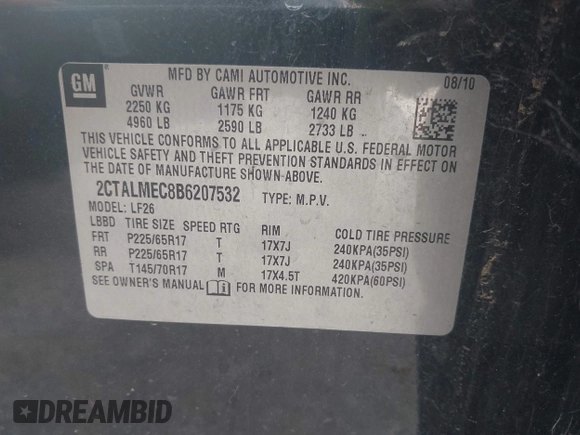 GM
MFD BY CAMI AUTOMOTIVE INC. 08/10
GVWR GAWR FRT GAWR RR
2250 KG 1175 KG 1240 KG
4960 LB 2590 LB 2733 LB
THIS VEHICLE CONFORMS TO ALL APPLICABLE U.S. FEDERAL MOTOR
VEHICLE SAFETY AND THEFT PREVENTION STANDARDS IN EFFECT ON
THE DATE OF MANUFACTURE SHOWN ABOVE.
2CTALMEC8B6207532 TYPE: M.P.V.
MODEL: LF26
LBBD TIRE SIZE SPEED RTG RIM COLD TIRE PRESSURE
FRT P225/65R17 T 17X7J 240KPA(35PSI)
RR P225/65R17 T 17X7J 240KPA(35PSI)
SPA T145/70R17 M 17X4.5T 420KPA(60PSI)
SEE OWNER'S MANUAL FOR MORE INFORMATION.
DREAMBID